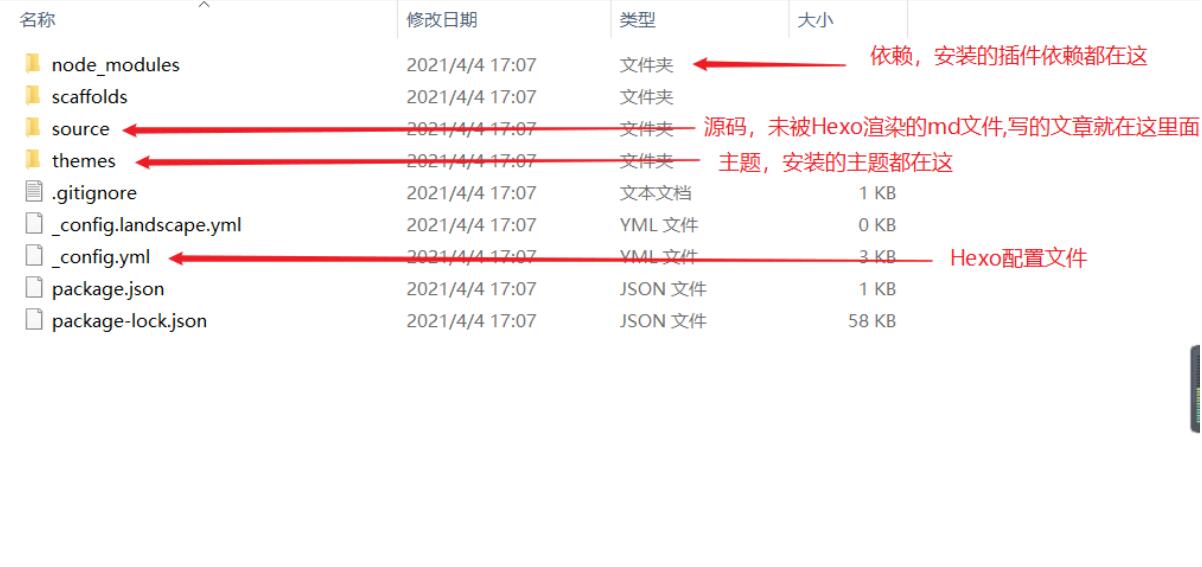 名称 修改日期 类型 大小
node_modules 2021/4/4 17:07 文件夹 依赖，安装的插件依赖都在这
scaffolds 2021/4/4 17:07 文件夹
source 2021/4/4 17:07 文件夹 源码，未被Hexo渲染的md文件,写的文章就在这里面
themes 2021/4/4 17:07 文件夹 主题，安装的主题都在这
.gitignore 2021/4/4 17:07 文本文档 1 KB
_config.landscape.yml 2021/4/4 17:07 YML 文件 0 KB
_config.yml 2021/4/4 17:07 YML 文件 3 KB Hexo配置文件
package.json 2021/4/4 17:07 JSON 文件 1 KB
package-lock.json 2021/4/4 17:07 JSON 文件 58 KB